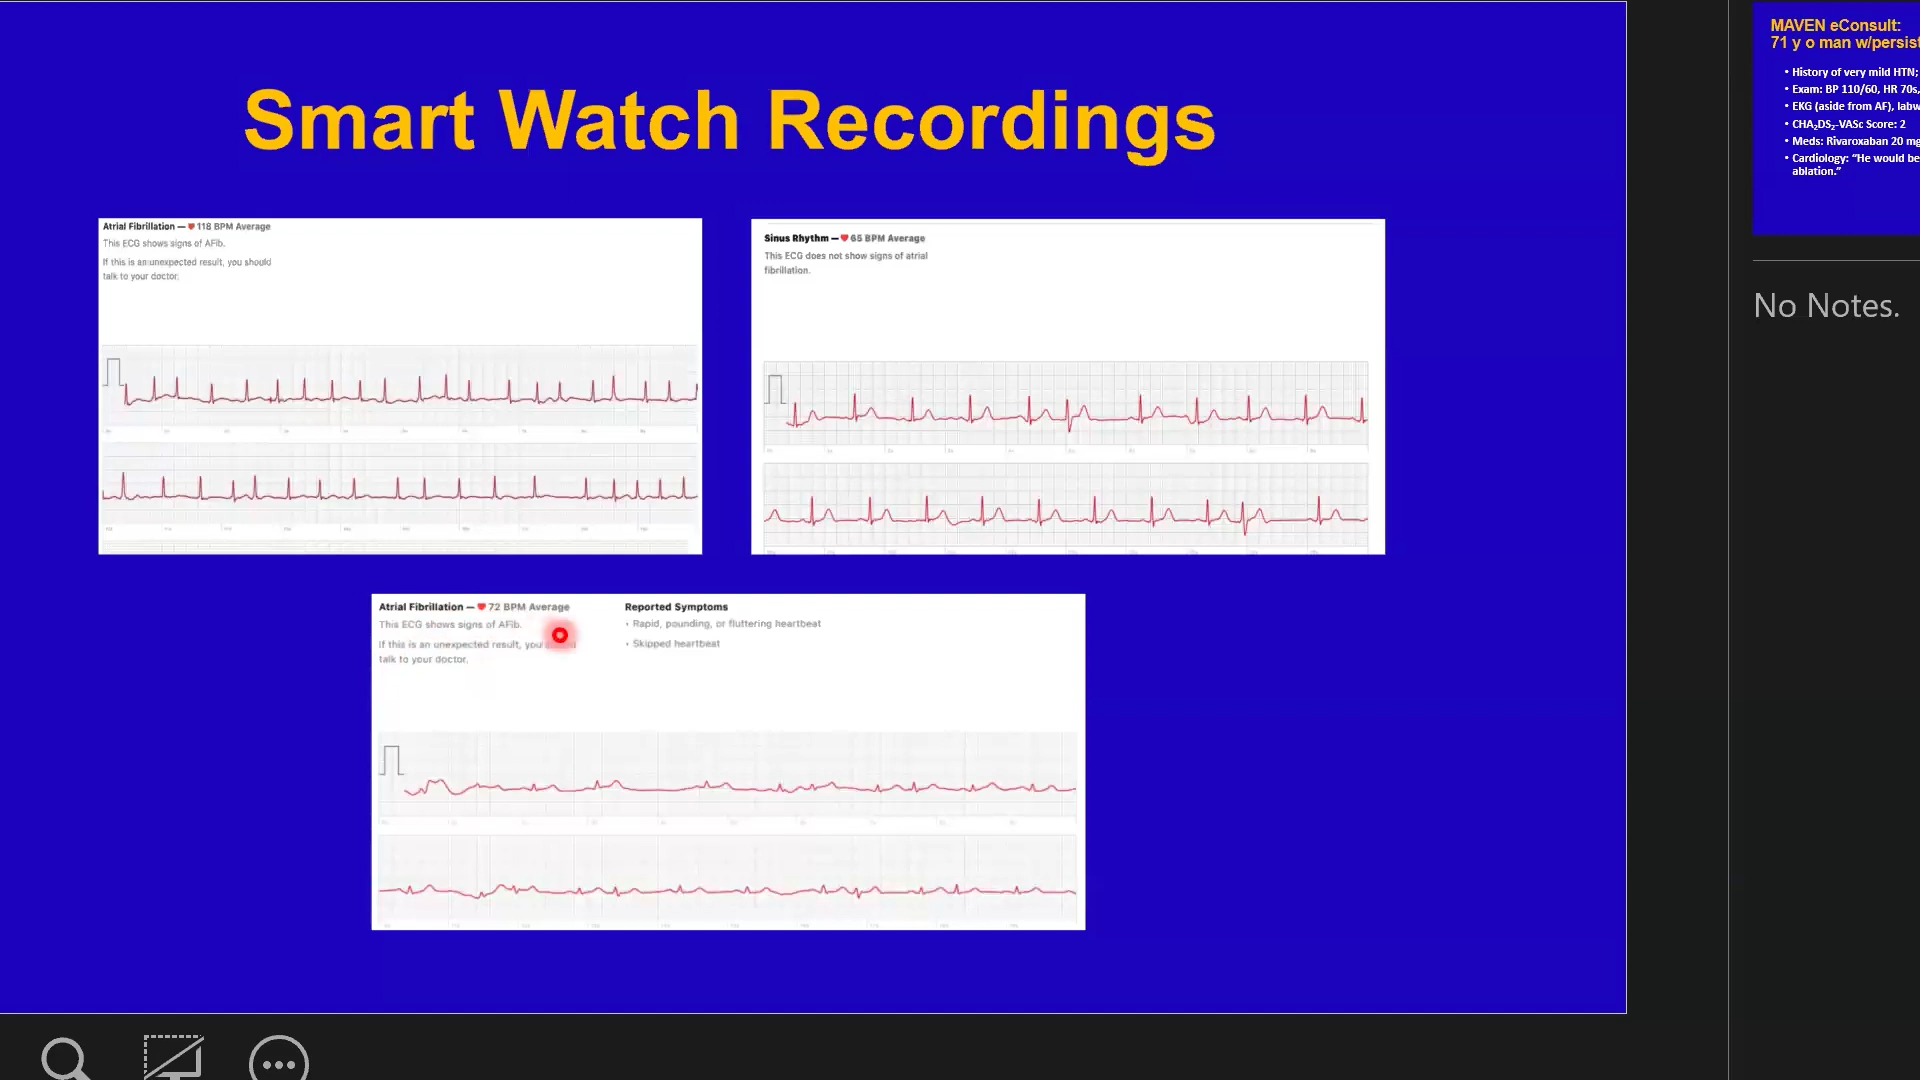 Smart Watch Recordings
Atrial Fibrillation — ♥ 118 BPM Average
This ECG shows signs of AFib.
If this is an unexpected result, you should
talk to your doctor.
Sinus Rhythm — ♥ 65 BPM Average
This ECG does not show signs of atrial
fibrillation.
Atrial Fibrillation — ♥ 72 BPM Average
This ECG shows signs of AFib.
If this is an unexpected result, you
talk to your doctor.
Reported Symptoms
• Rapid, pounding, or fluttering heartbeat
• Skipped heartbeat
MAVEN eConsult:
71 y o man w/persist
• History of very mild HTN;
• Exam: BP 110/60, HR 70s,
• EKG (aside from AF), labw
• CHA₂DS₂-VASc Score: 2
• Meds: Rivaroxaban 20 mg
• Cardiology: “He would be
ablation.”
No Notes.